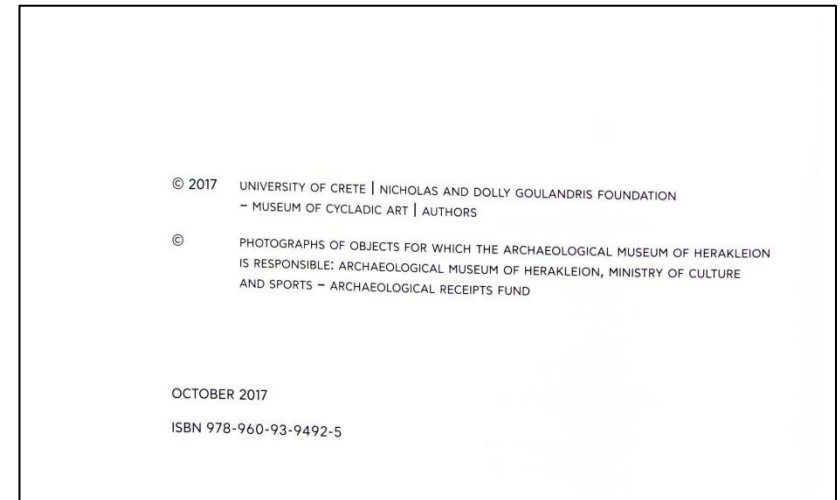 © 2017 UNIVERSITY OF CRETE | NICHOLAS AND DOLLY GOULANDRIS FOUNDATION
– MUSEUM OF CYCLADIC ART | AUTHORS
© PHOTOGRAPHS OF OBJECTS FOR WHICH THE ARCHAEOLOGICAL MUSEUM OF HERAKLEION
IS RESPONSIBLE: ARCHAEOLOGICAL MUSEUM OF HERAKLEION, MINISTRY OF CULTURE
AND SPORTS – ARCHAEOLOGICAL RECEIPTS FUND
OCTOBER 2017
ISBN 978-960-93-9492-5